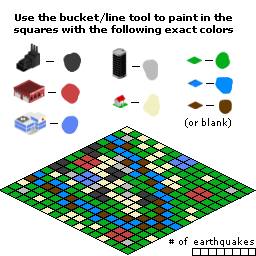 Use the bucket/line tool to paint in the
squares with the following exact colors
(or blank)
# of earthquakes